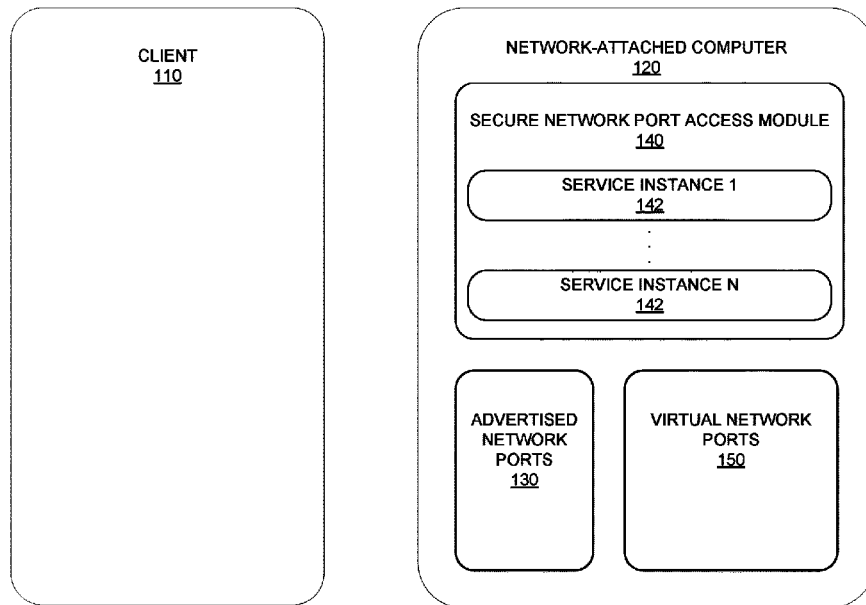 CLIENT
110
NETWORK-ATTACHED COMPUTER
120
SECURE NETWORK PORT ACCESS MODULE
140
SERVICE INSTANCE 1
142
SERVICE INSTANCE N
142
ADVERTISED
NETWORK
PORTS
130
VIRTUAL NETWORK
PORTS
150